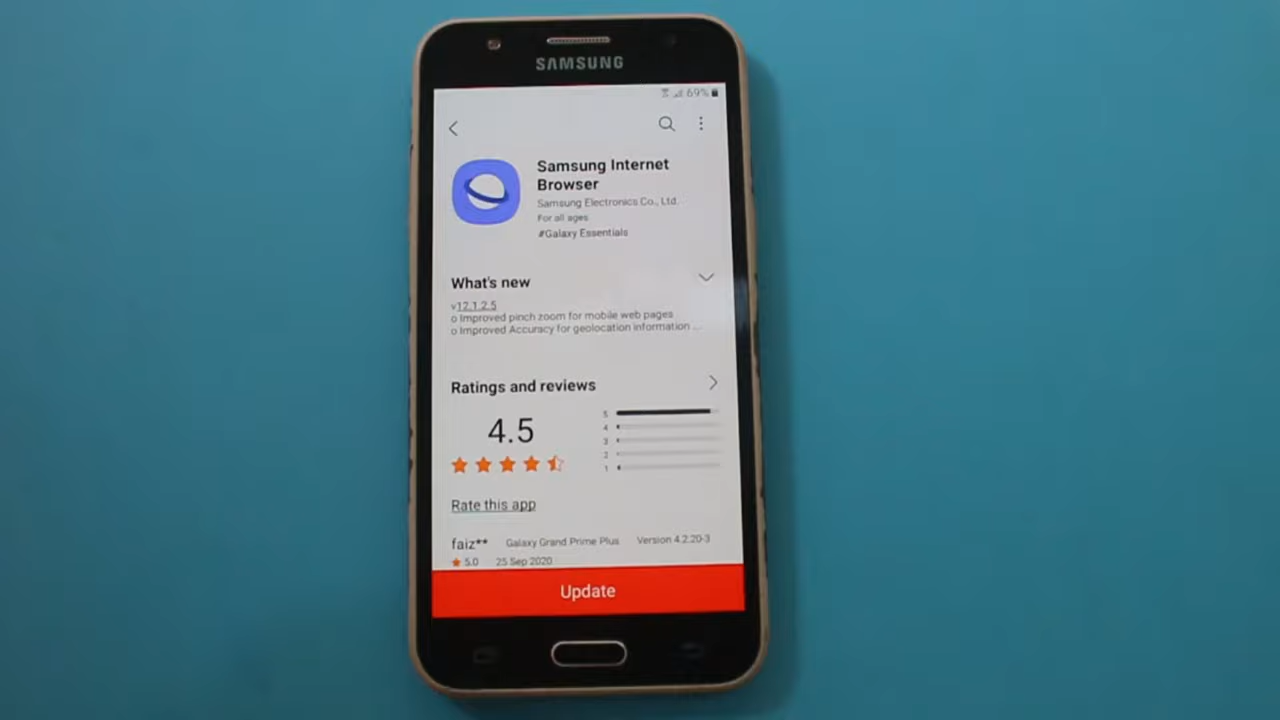 SAMSUNG
69%
Samsung Internet
Browser
Samsung Electronics Co., Ltd.
For all ages
#Galaxy Essentials
What's new
v12.1.2.5
o Improved pinch zoom for mobile web pages
o Improved Accuracy for geolocation information ...
Ratings and reviews
4.5
5
4
3
2
1
Rate this app
faiz** Galaxy Grand Prime Plus Version 4.2.20-3
5.0 25 Sep 2020
Update